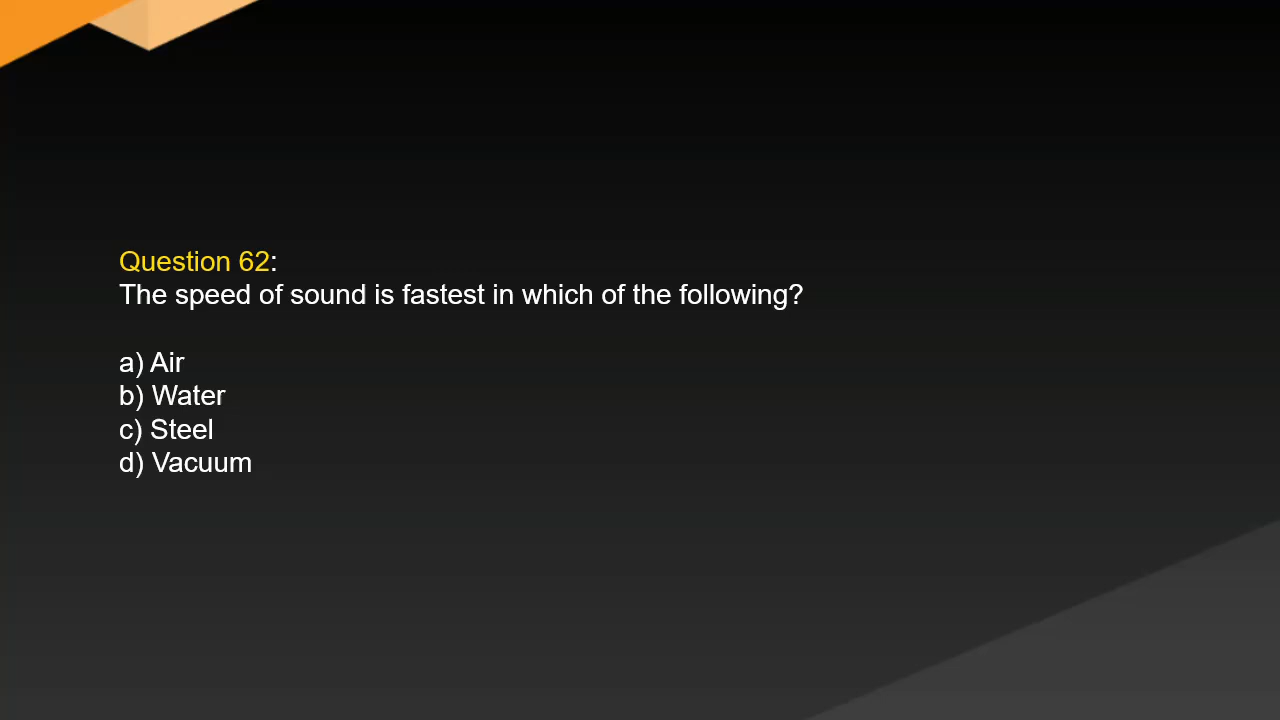 Question 62:
The speed of sound is fastest in which of the following?
a) Air
b) Water
c) Steel
d) Vacuum